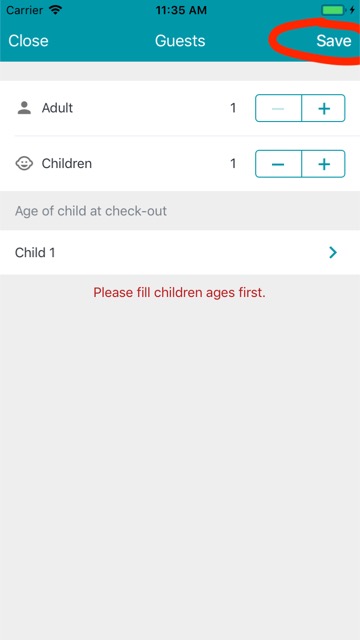 Carrier 11:35 AM
Close Guests Save
Adult 1 − +
Children 1 − +
Age of child at check-out
Child 1
Please fill children ages first.